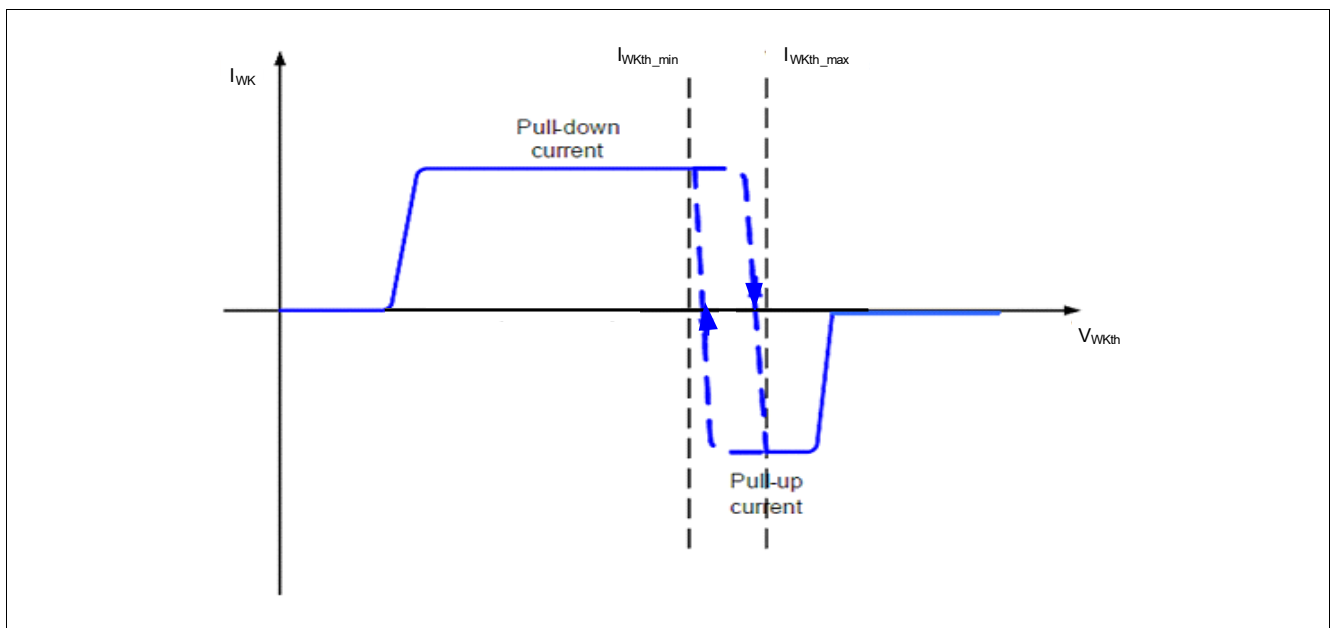 IWKth_min
IWKth_max
IWK
Pull-down
current
VWKth
Pull-up
current